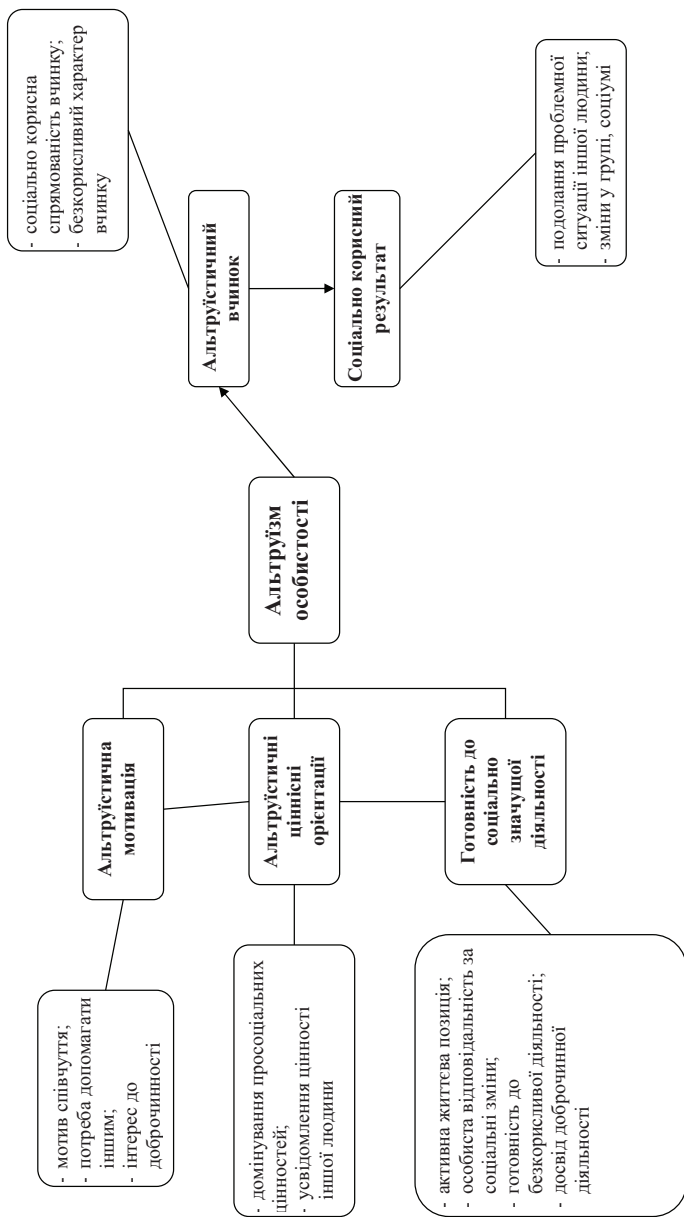 - мотив співчуття;
- потреба допомагати
іншим;
- інтерес до
доброчинності
Альтруїстична
мотивація
- домінування просоціальних
цінностей;
- усвідомлення цінності
іншої людини
Альтруїстичні
ціннісні
орієнтації
- активна життєва позиція;
- особиста відповідальність за
соціальні зміни;
- готовність до
безкорисливої діяльності;
- досвід доброчинної
діяльності
Готовність до
соціально
значущої
діяльності
Альтруїзм
особистості
Альтруїстичний
вчинок
- соціально корисна
спрямованість вчинку;
- безкорисливий характер
вчинку
Соціально корисний
результат
- подолання проблемної
ситуації іншої людини;
- зміни у групі, соціумі